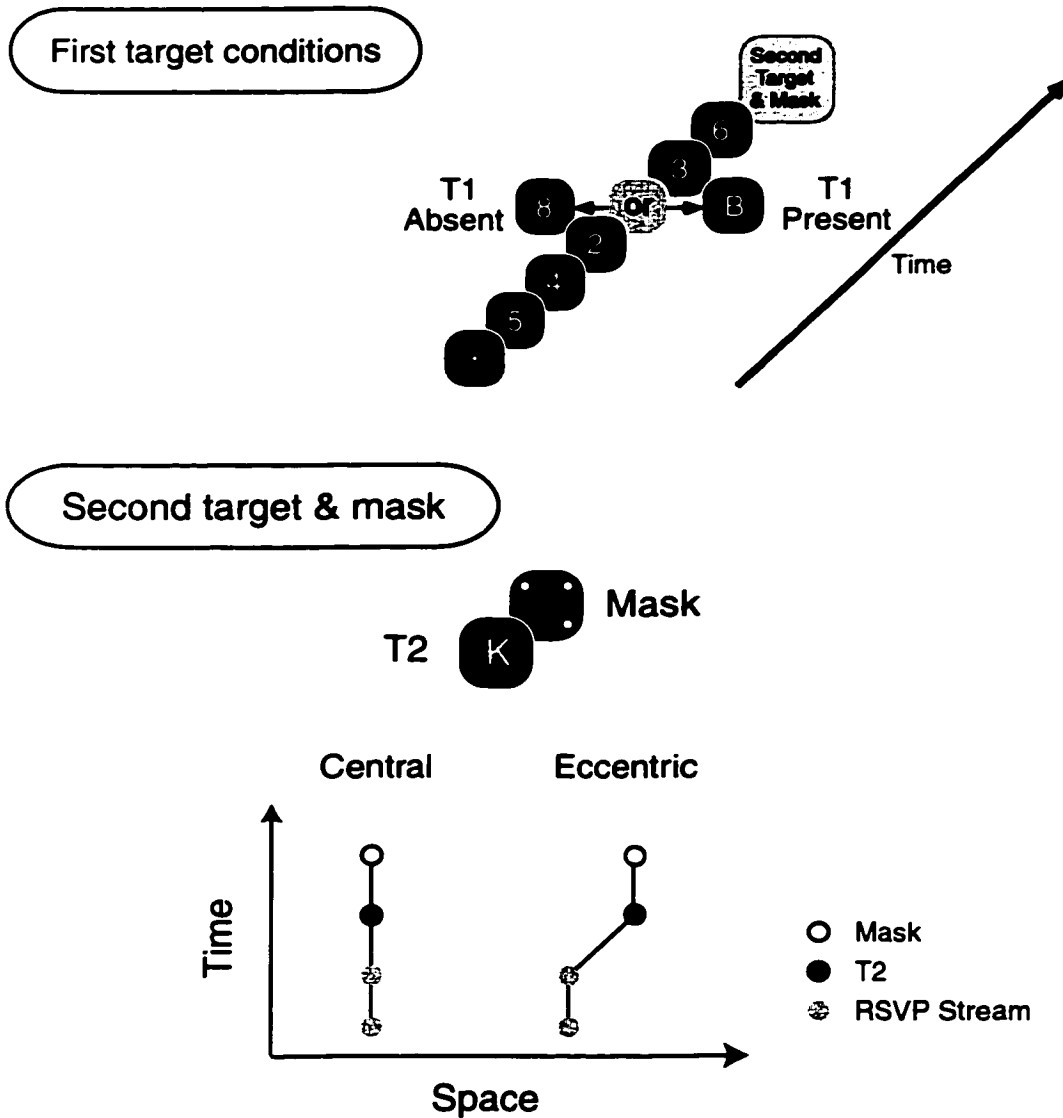 First target conditions
Second
Target
& Mask
6
3
T1
Absent
8
or
B
T1
Present
2
Time
4
5
Second target & mask
Mask
T2
K
Central
Eccentric
Time
Mask
T2
RSVP Stream
Space